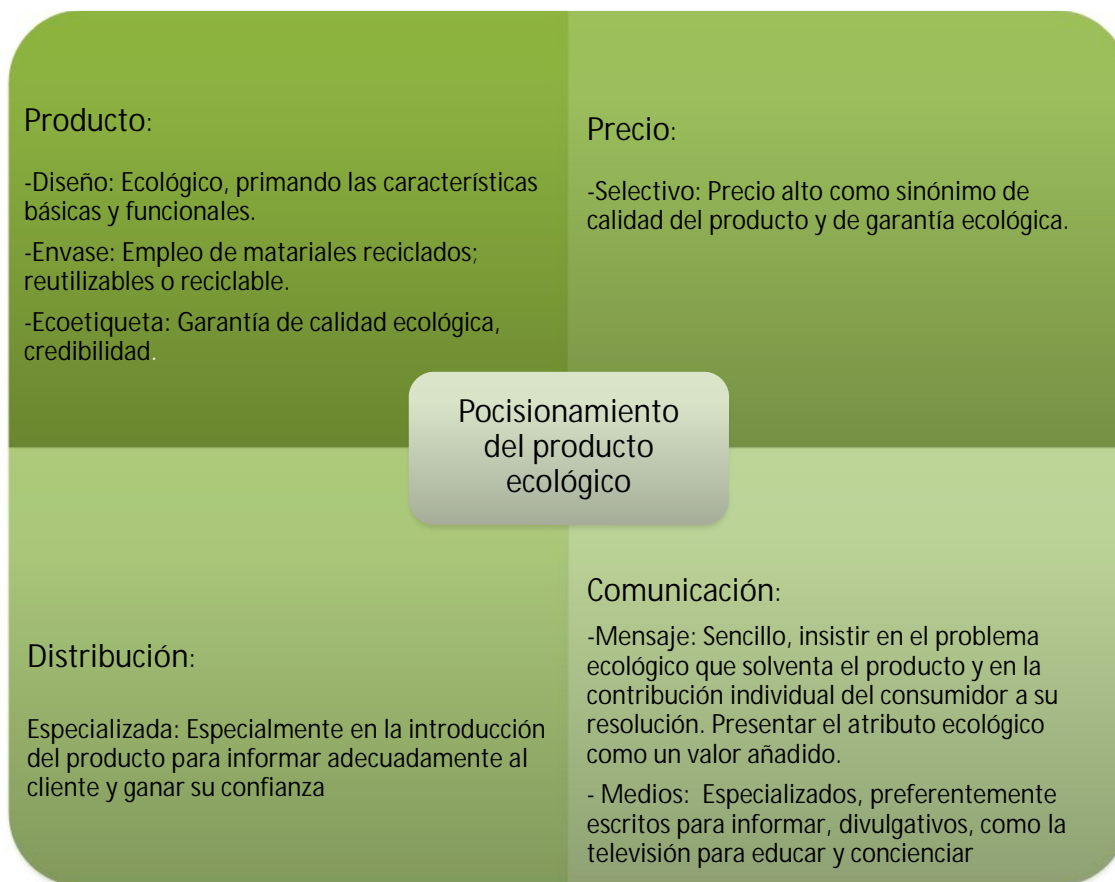 Producto:
-Diseño: Ecológico, primando las características
básicas y funcionales.
-Envase: Empleo de matariales reciclados;
reutilizables o reciclable.
-Ecoetiqueta: Garantía de calidad ecológica,
credibilidad.
Precio:
-Selectivo: Precio alto como sinónimo de
calidad del producto y de garantía ecológica.
Pocisionamiento
del producto
ecológico
Distribución:
Especializada: Especialmente en la introducción
del producto para informar adecuadamente al
cliente y ganar su confianza
Comunicación:
-Mensaje: Sencillo, insistir en el problema
ecológico que solventa el producto y en la
contribución individual del consumidor a su
resolución. Presentar el atributo ecológico
como un valor añadido.
- Medios: Especializados, preferentemente
escritos para informar, divulgativos, como la
televisión para educar y concienciar